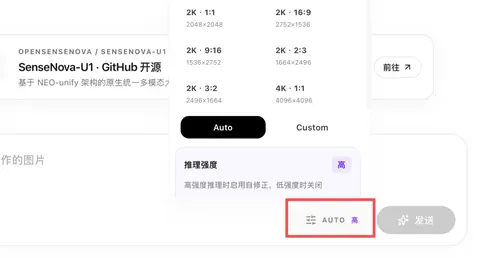 2K · 1:1
2048×2048
2K · 16:9
2752×1536
2K · 9:16
1536×2752
2K · 2:3
1664×2496
2K · 3:2
2496×1664
4K · 1:1
4096×4096
OPENSENSENOVA / SENSENOVA-U1
SenseNova-U1 · GitHub 开源
基于 NEO-unify 架构的原生统一多模态大
前往
Auto
Custom
推理强度
高
高强度推理时启用自修正，低强度时关闭
作的图片
AUTO 高
发送